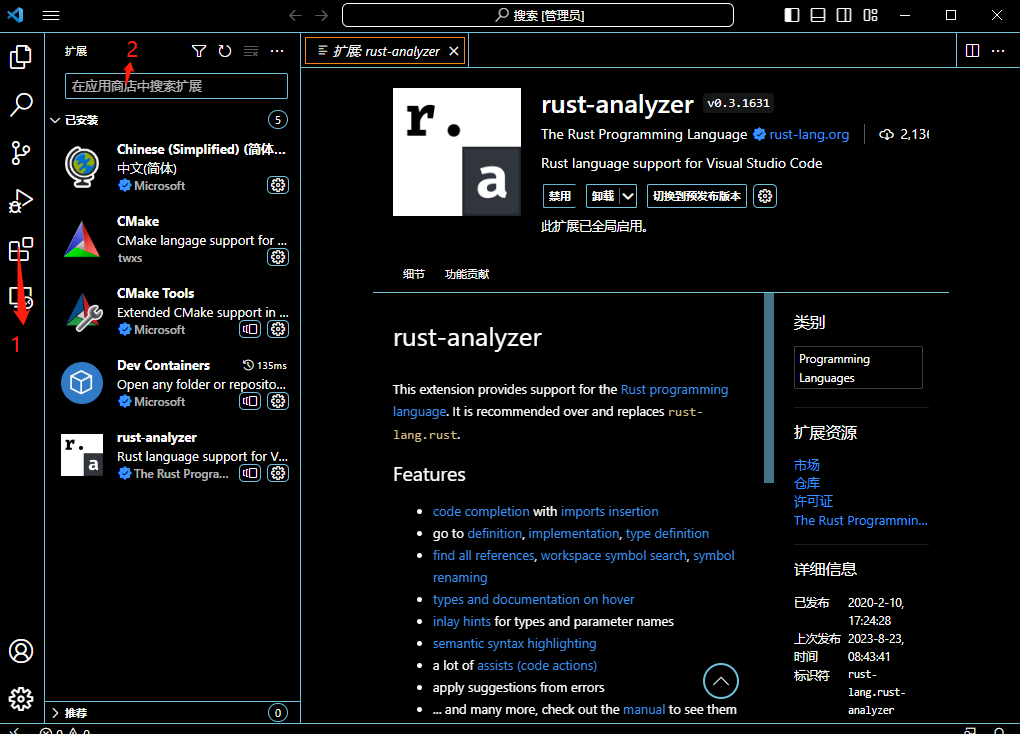 搜索 [管理员]
扩展
2
在应用商店中搜索扩展
已安装
5
Chinese (Simplified) (简体...
中文(简体)
Microsoft
CMake
CMake langage support for ...
twxs
CMake Tools
Extended CMake support in ...
Microsoft
Dev Containers
135ms
Open any folder or reposito...
Microsoft
rust-analyzer
Rust language support for V...
The Rust Progra...
1
推荐
0
扩展: rust-analyzer
r.
a
rust-analyzer v0.3.1631
The Rust Programming Language rust-lang.org
2,136
Rust language support for Visual Studio Code
禁用 卸载 切换到预发布版本
此扩展已全局启用。
细节 功能贡献
rust-analyzer
This extension provides support for the Rust programming
language. It is recommended over and replaces rust-
lang.rust.
Features
code completion with imports insertion
go to definition, implementation, type definition
find all references, workspace symbol search, symbol
renaming
types and documentation on hover
inlay hints for types and parameter names
semantic syntax highlighting
a lot of assists (code actions)
apply suggestions from errors
... and many more, check out the manual to see them
类别
Programming
Languages
扩展资源
市场
仓库
许可证
The Rust Programmin...
详细信息
已发布 2020-2-10,
17:24:28
上次发布 2023-8-23,
时间 08:43:41
标识符 rust-
lang.rust-
analyzer